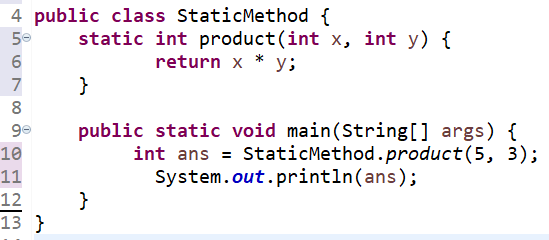 4 public class StaticMethod {
5 static int product(int x, int y) {
6 return x * y;
7 }
8
9 public static void main(String[] args) {
10 int ans = StaticMethod.product(5, 3);
11 System.out.println(ans);
12 }
13 }